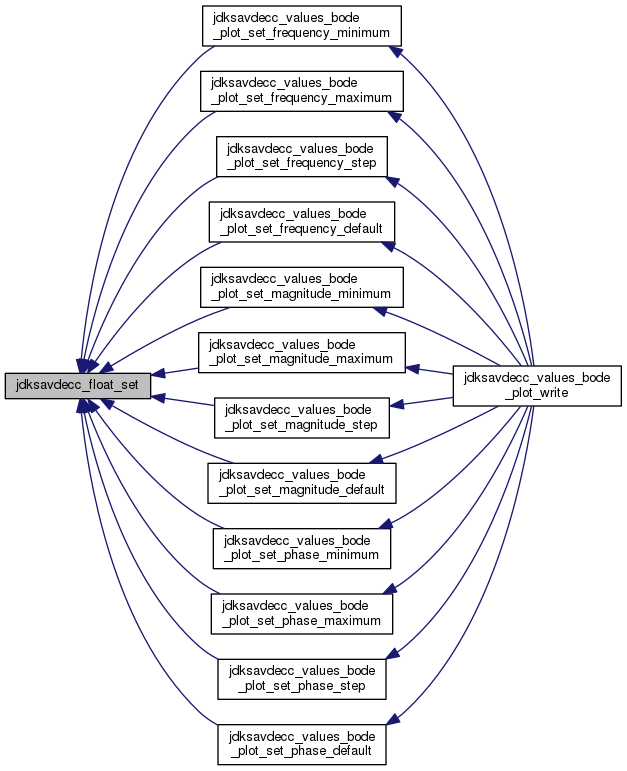 jdksavdecc_values_bode
_plot_set_frequency_minimum
jdksavdecc_values_bode
_plot_set_frequency_maximum
jdksavdecc_values_bode
_plot_set_frequency_step
jdksavdecc_values_bode
_plot_set_frequency_default
jdksavdecc_values_bode
_plot_set_magnitude_minimum
jdksavdecc_values_bode
_plot_set_magnitude_maximum
jdksavdecc_float_set
jdksavdecc_values_bode
_plot_write
jdksavdecc_values_bode
_plot_set_magnitude_step
jdksavdecc_values_bode
_plot_set_magnitude_default
jdksavdecc_values_bode
_plot_set_phase_minimum
jdksavdecc_values_bode
_plot_set_phase_maximum
jdksavdecc_values_bode
_plot_set_phase_step
jdksavdecc_values_bode
_plot_set_phase_default